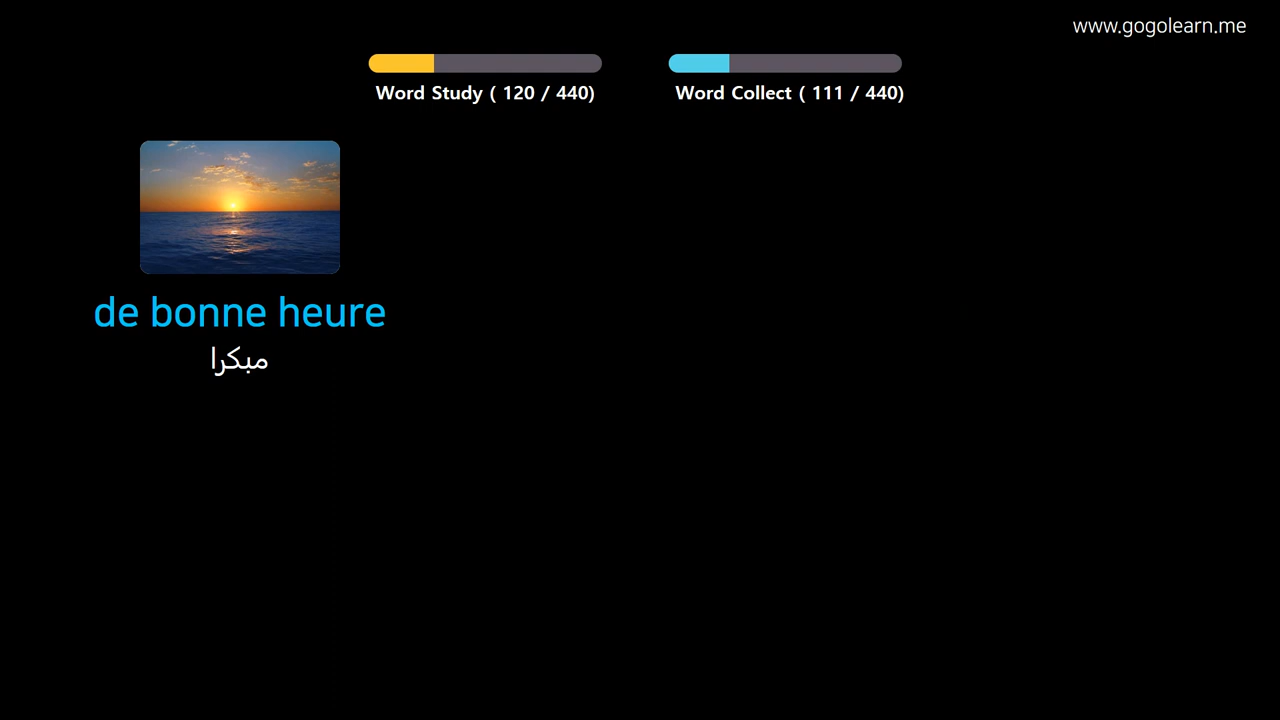 www.gogolearn.me
Word Study ( 120 / 440)
Word Collect ( 111 / 440)
de bonne heure
مبكرا